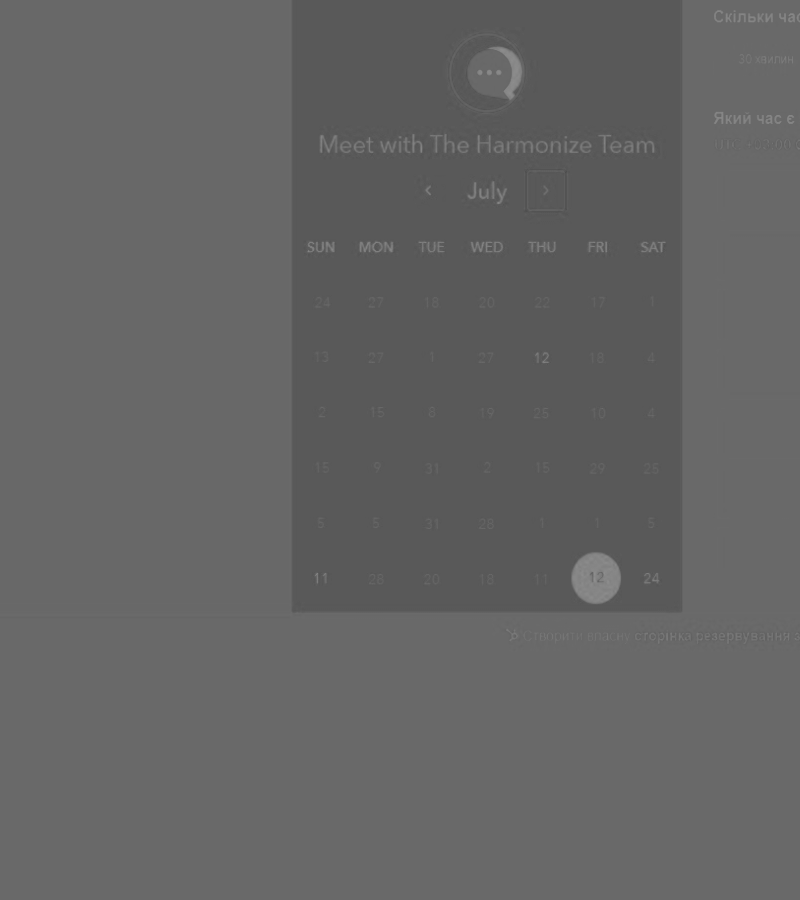 Скільки час
30 хвилин
Який час є
Meet with The Harmonize Team
July
SUN MON TUE WED THU FRI SAT
24 27 18 20 22 17 1
13 27 1 27 12 18 4
2 15 8 19 25 10 4
15 9 31 2 15 29 26
5 5 31 28 1 1 5
11 28 20 18 11 12 24
Створити власну сторінка резервування з